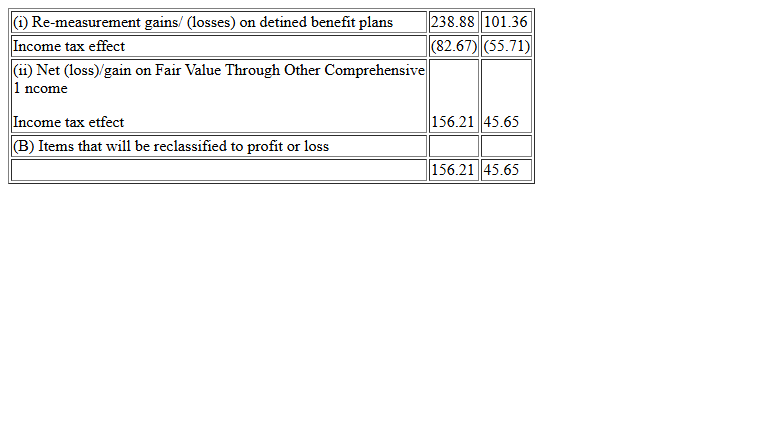 (i) Re-measurement gains/ (losses) on detined benefit plans 238.88 101.36
Income tax effect (82.67) (55.71)
(ii) Net (loss)/gain on Fair Value Through Other Comprehensive
1 ncome
Income tax etfect 156.21 45.65
(B) Items that will be reclassified to profit or loss
156.21 45.65